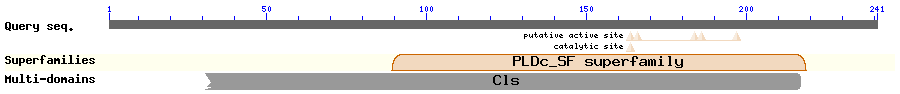 1 50 100 150 200 241
Query seq.
putative active site
catalytic site
Superfamilies PLDc_SF superfamily
Multi-domains Cls